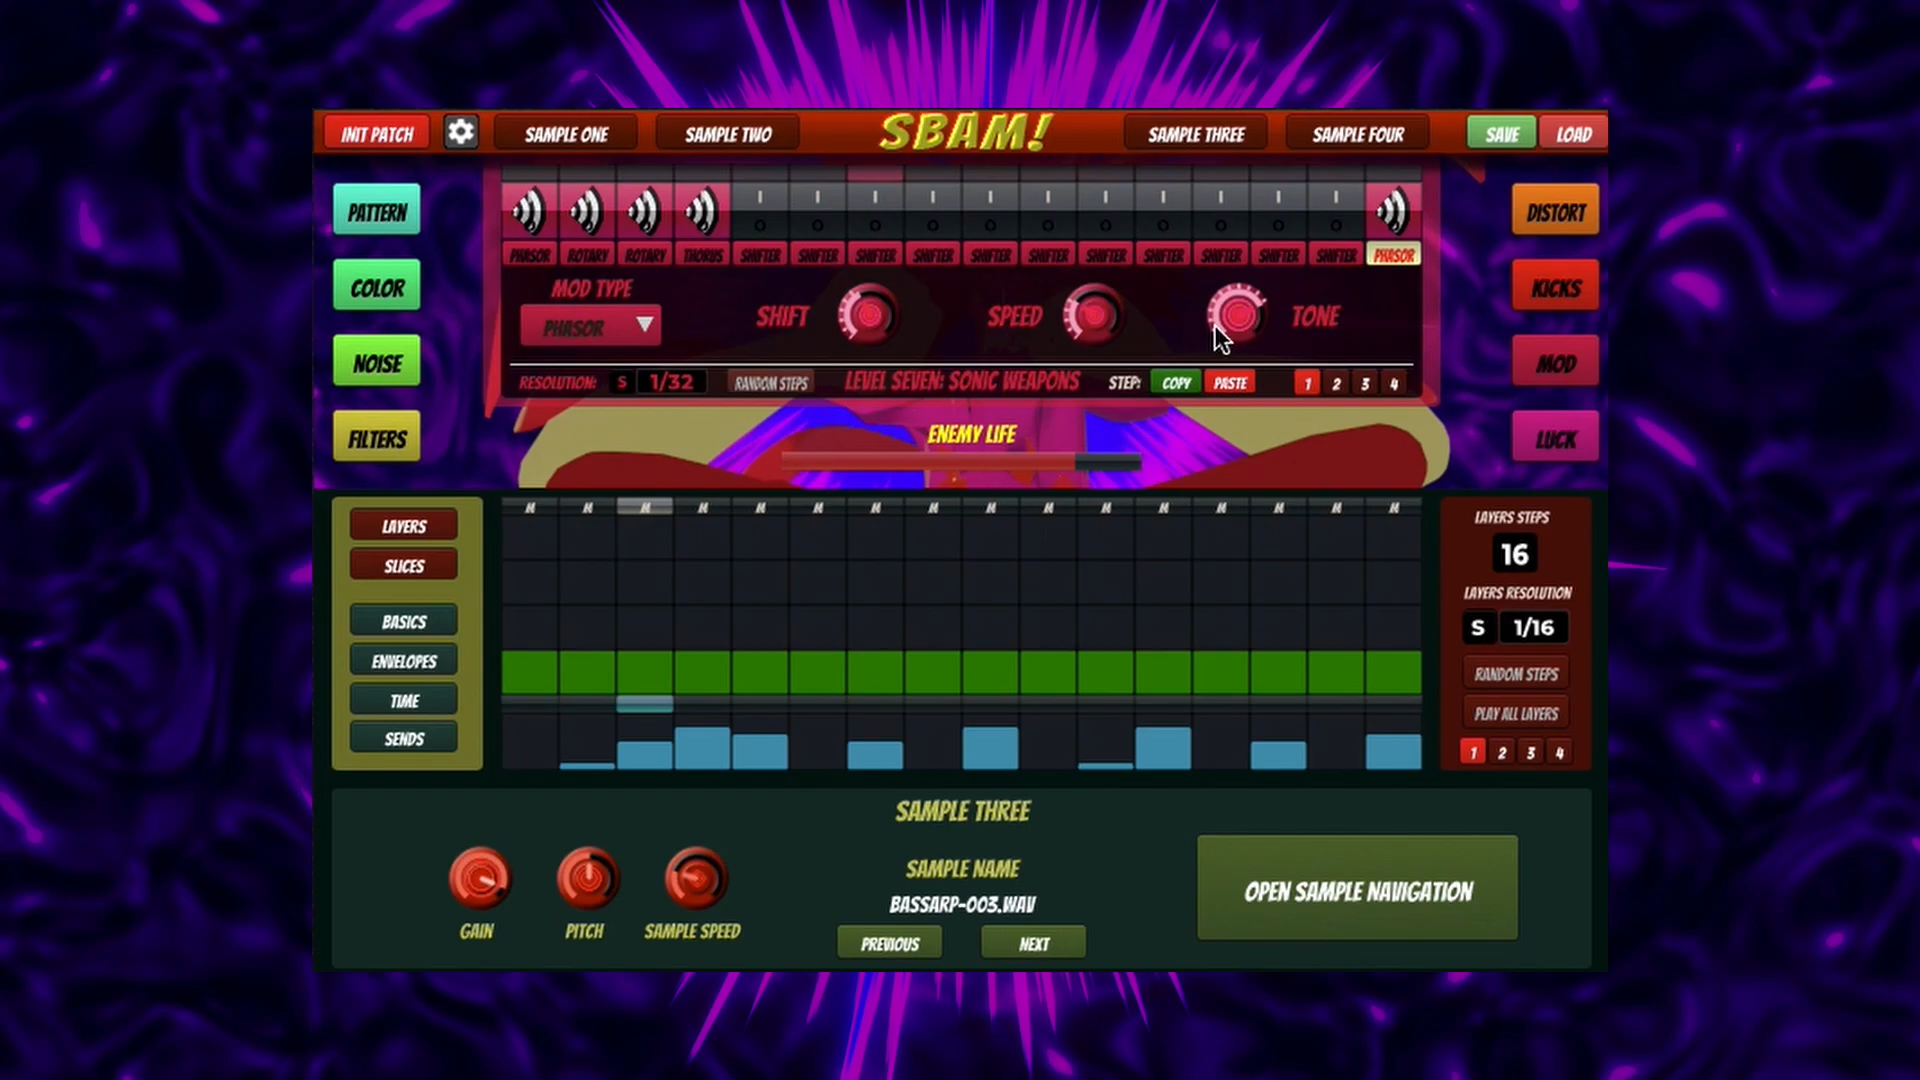 INIT PATCH SAMPLE ONE SAMPLE TWO SBAM! SAMPLE THREE SAMPLE FOUR SAVE LOAD
PATTERN
COLOR
NOISE
FILTERS
DISTORT
KICKS
MOD
LUCK
I I I I I I I I I I I
O O O O O O O O O O O
PHASOR ROTARY ROTARY THORUS SHIFTER SHIFTER SHIFTER SHIFTER SHIFTER SHIFTER SHIFTER SHIFTER SHIFTER SHIFTER SHIFTER PHASOR
MOD TYPE
PHASOR
SHIFT SPEED TONE
RESOLUTION: S 1/32 RANDOM STEPS LEVEL SEVEN: SONIC WEAPONS STEP: COPY PASTE 1 2 3 4
ENEMY LIFE
LAYERS
SLICES
BASICS
ENVELOPES
TIME
SENDS
M M M M M M M M M M M M M M M M
LAYERS STEPS
16
LAYERS RESOLUTION
S 1/16
RANDOM STEPS
PLAY ALL LAYERS
1 2 3 4
SAMPLE THREE
GAIN PITCH SAMPLE SPEED
SAMPLE NAME
BASSARP-003.WAV
PREVIOUS NEXT
OPEN SAMPLE NAVIGATION